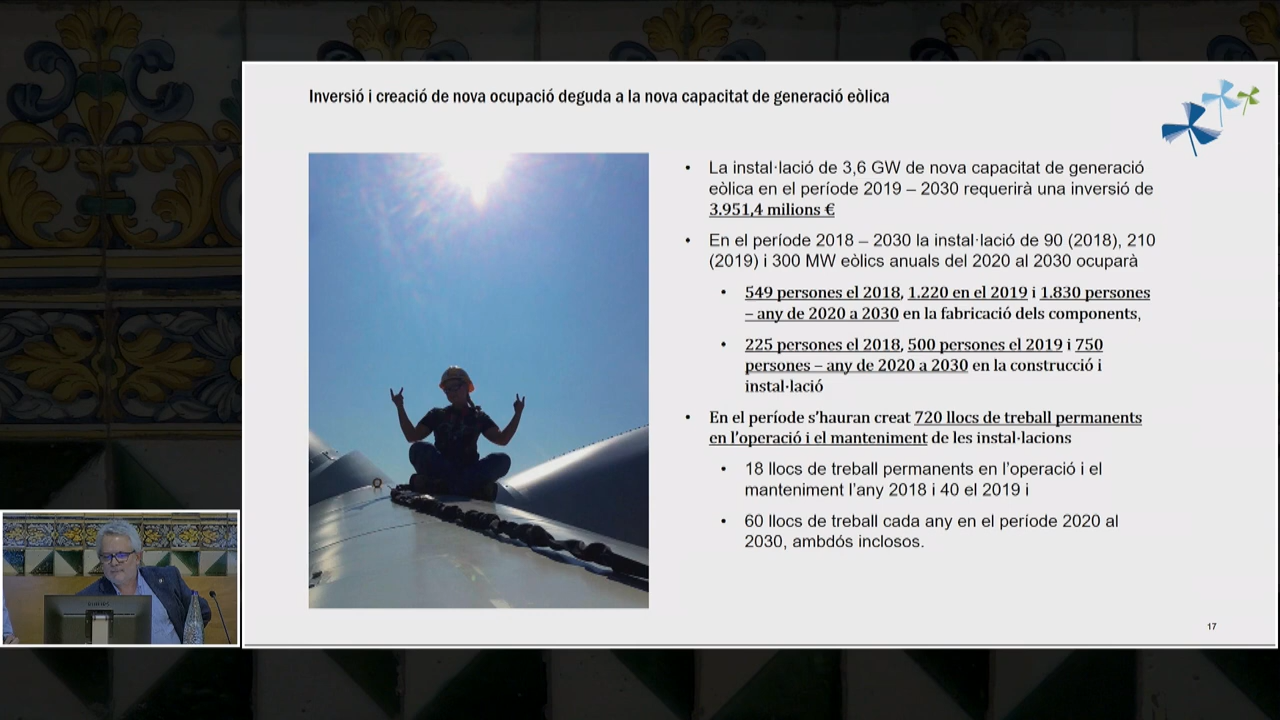 Inversió i creació de nova ocupació deguda a la nova capacitat de generació eòlica
• La instal·lació de 3,6 GW de nova capacitat de generació
eòlica en el període 2019 – 2030 requerirà una inversió de
3.951,4 milions €
• En el període 2018 – 2030 la instal·lació de 90 (2018), 210
(2019) i 300 MW eòlics anuals del 2020 al 2030 ocuparà
• 549 persones el 2018, 1.220 en el 2019 i 1.830 persones
– any de 2020 a 2030 en la fabricació dels components,
• 225 persones el 2018, 500 persones el 2019 i 750
persones – any de 2020 a 2030 en la construcció i
instal·lació
• En el període s’hauran creat 720 llocs de treball permanents
en l’operació i el manteniment de les instal·lacions
• 18 llocs de treball permanents en l’operació i el
manteniment l’any 2018 i 40 el 2019 i
• 60 llocs de treball cada any en el període 2020 al
2030, ambdós inclosos.
17
PHILIPS